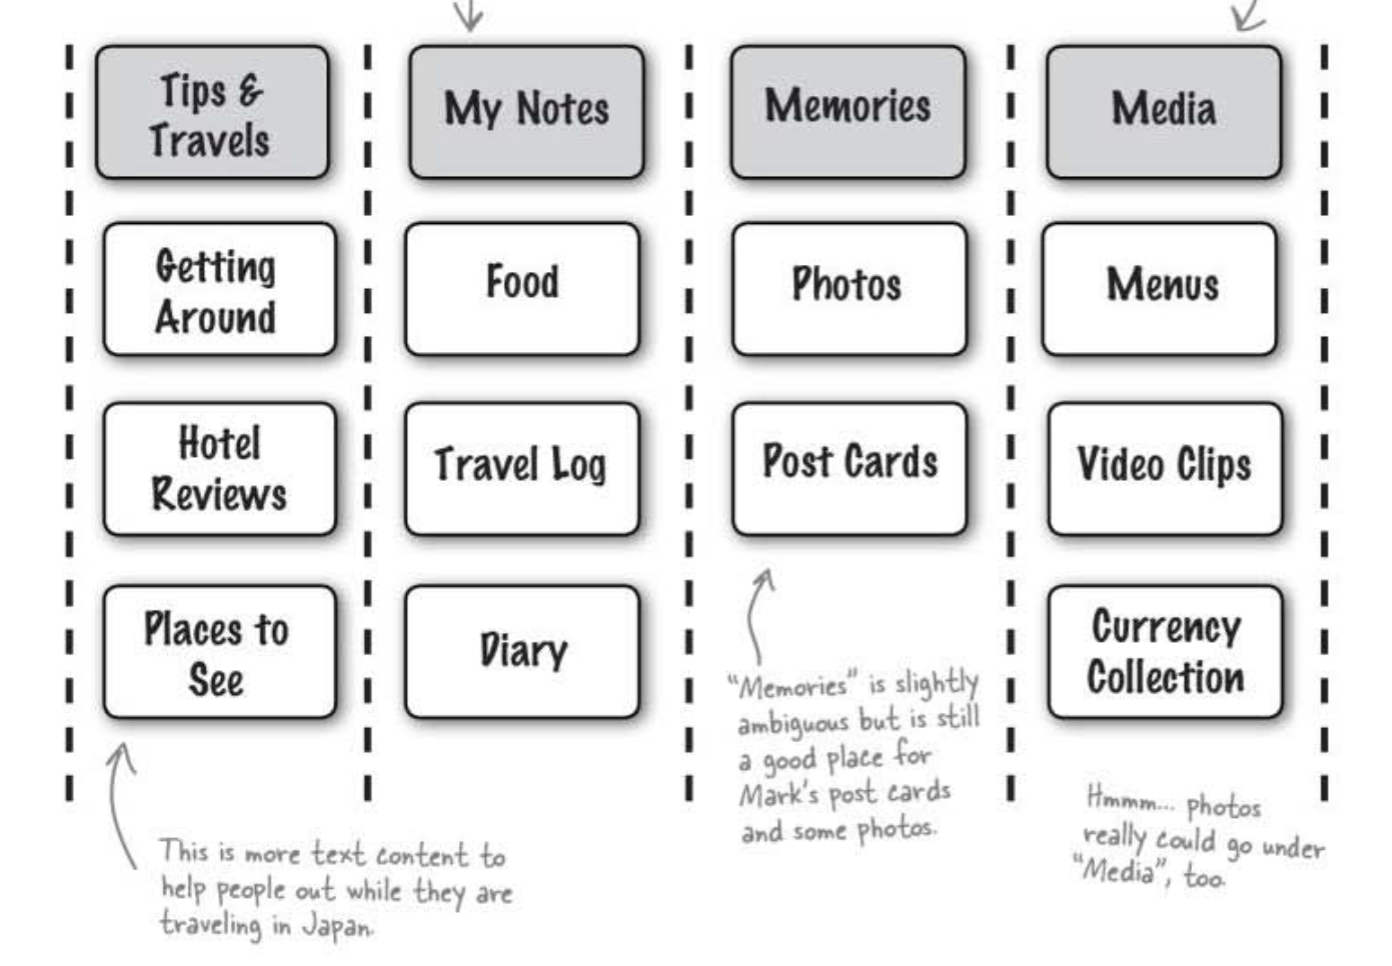 Tips &
Travels
My Notes
Memories
Media
Getting
Around
Food
Photos
Menus
Hotel
Reviews
Travel Log
Post Cards
Video Clips
Places to
See
Diary
Currency
Collection
"Memories" is slightly
ambiguous but is still
a good place for
Mark's post cards
and some photos.
Hmmm... photos
really could go under
"Media", too.
This is more text content to
help people out while they are
traveling in Japan.